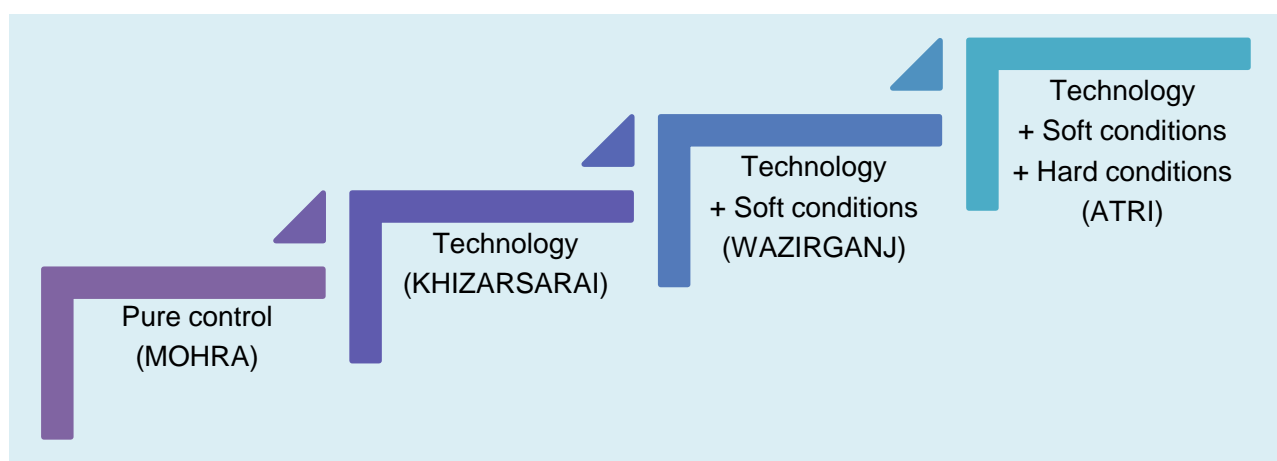 Pure control
(MOHRA)
Technology
(KHIZARSARAI)
Technology
+ Soft conditions
(WAZIRGANJ)
Technology
+ Soft conditions
+ Hard conditions
(ATRI)